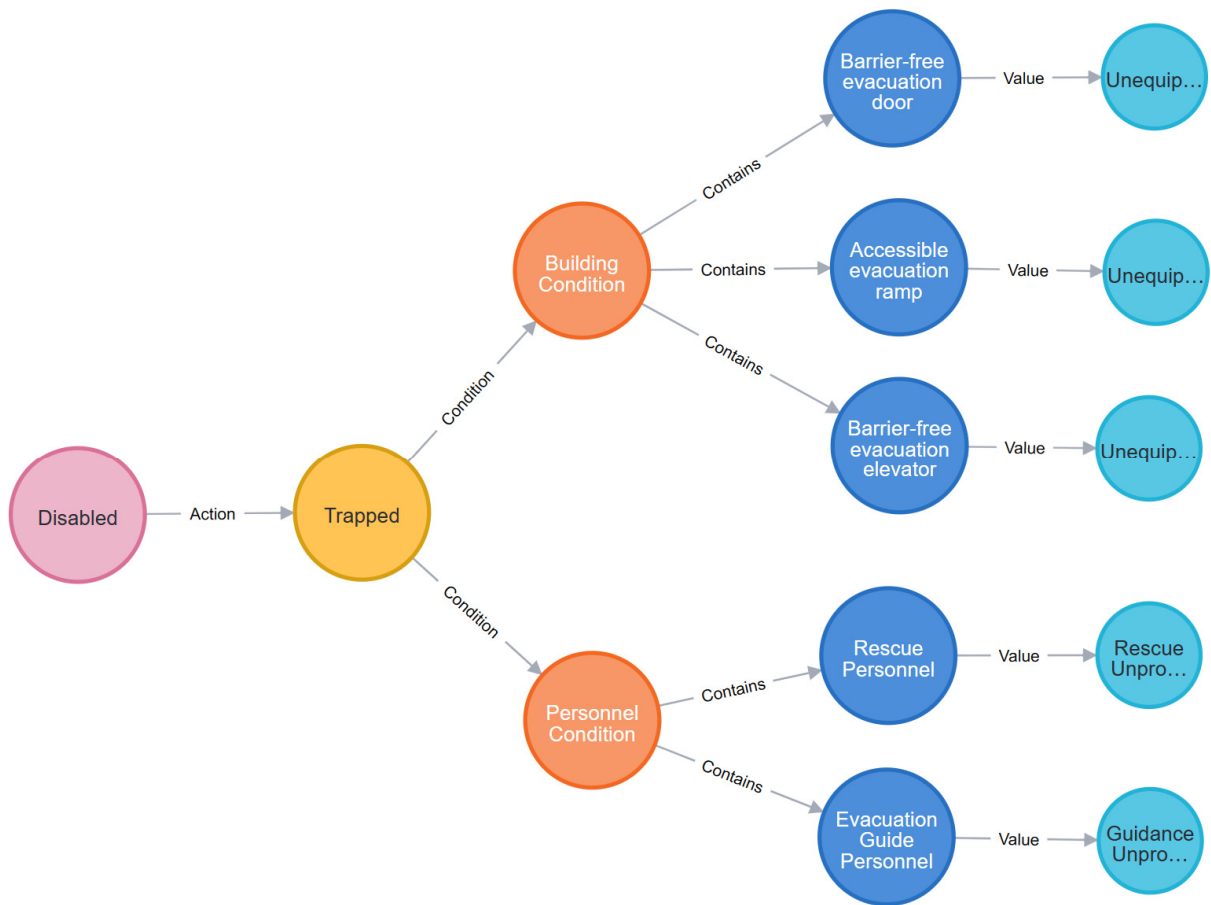 Barrier-free
evacuation
door
Value
Unequip…
Contains
Accessible
evacuation
ramp
Value
Unequip…
Building
Condition
Contains
Contains
Barrier-free
evacuation
elevator
Value
Unequip…
Condition
Disabled
Action
Trapped
Condition
Rescue
Personnel
Value
Rescue
Unpro…
Contains
Personnel
Condition
Contains
Evacuation
Guide
Personnel
Value
Guidance
Unpro…